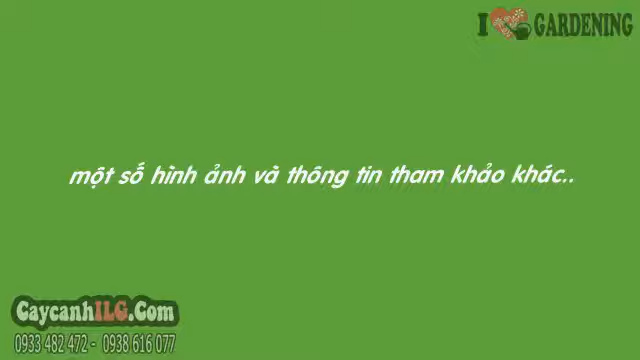 I GARDENING
một số hình ảnh và thông tin tham khảo khác..
CaycanhILG.Com
0933 482 472 - 0938 616 077